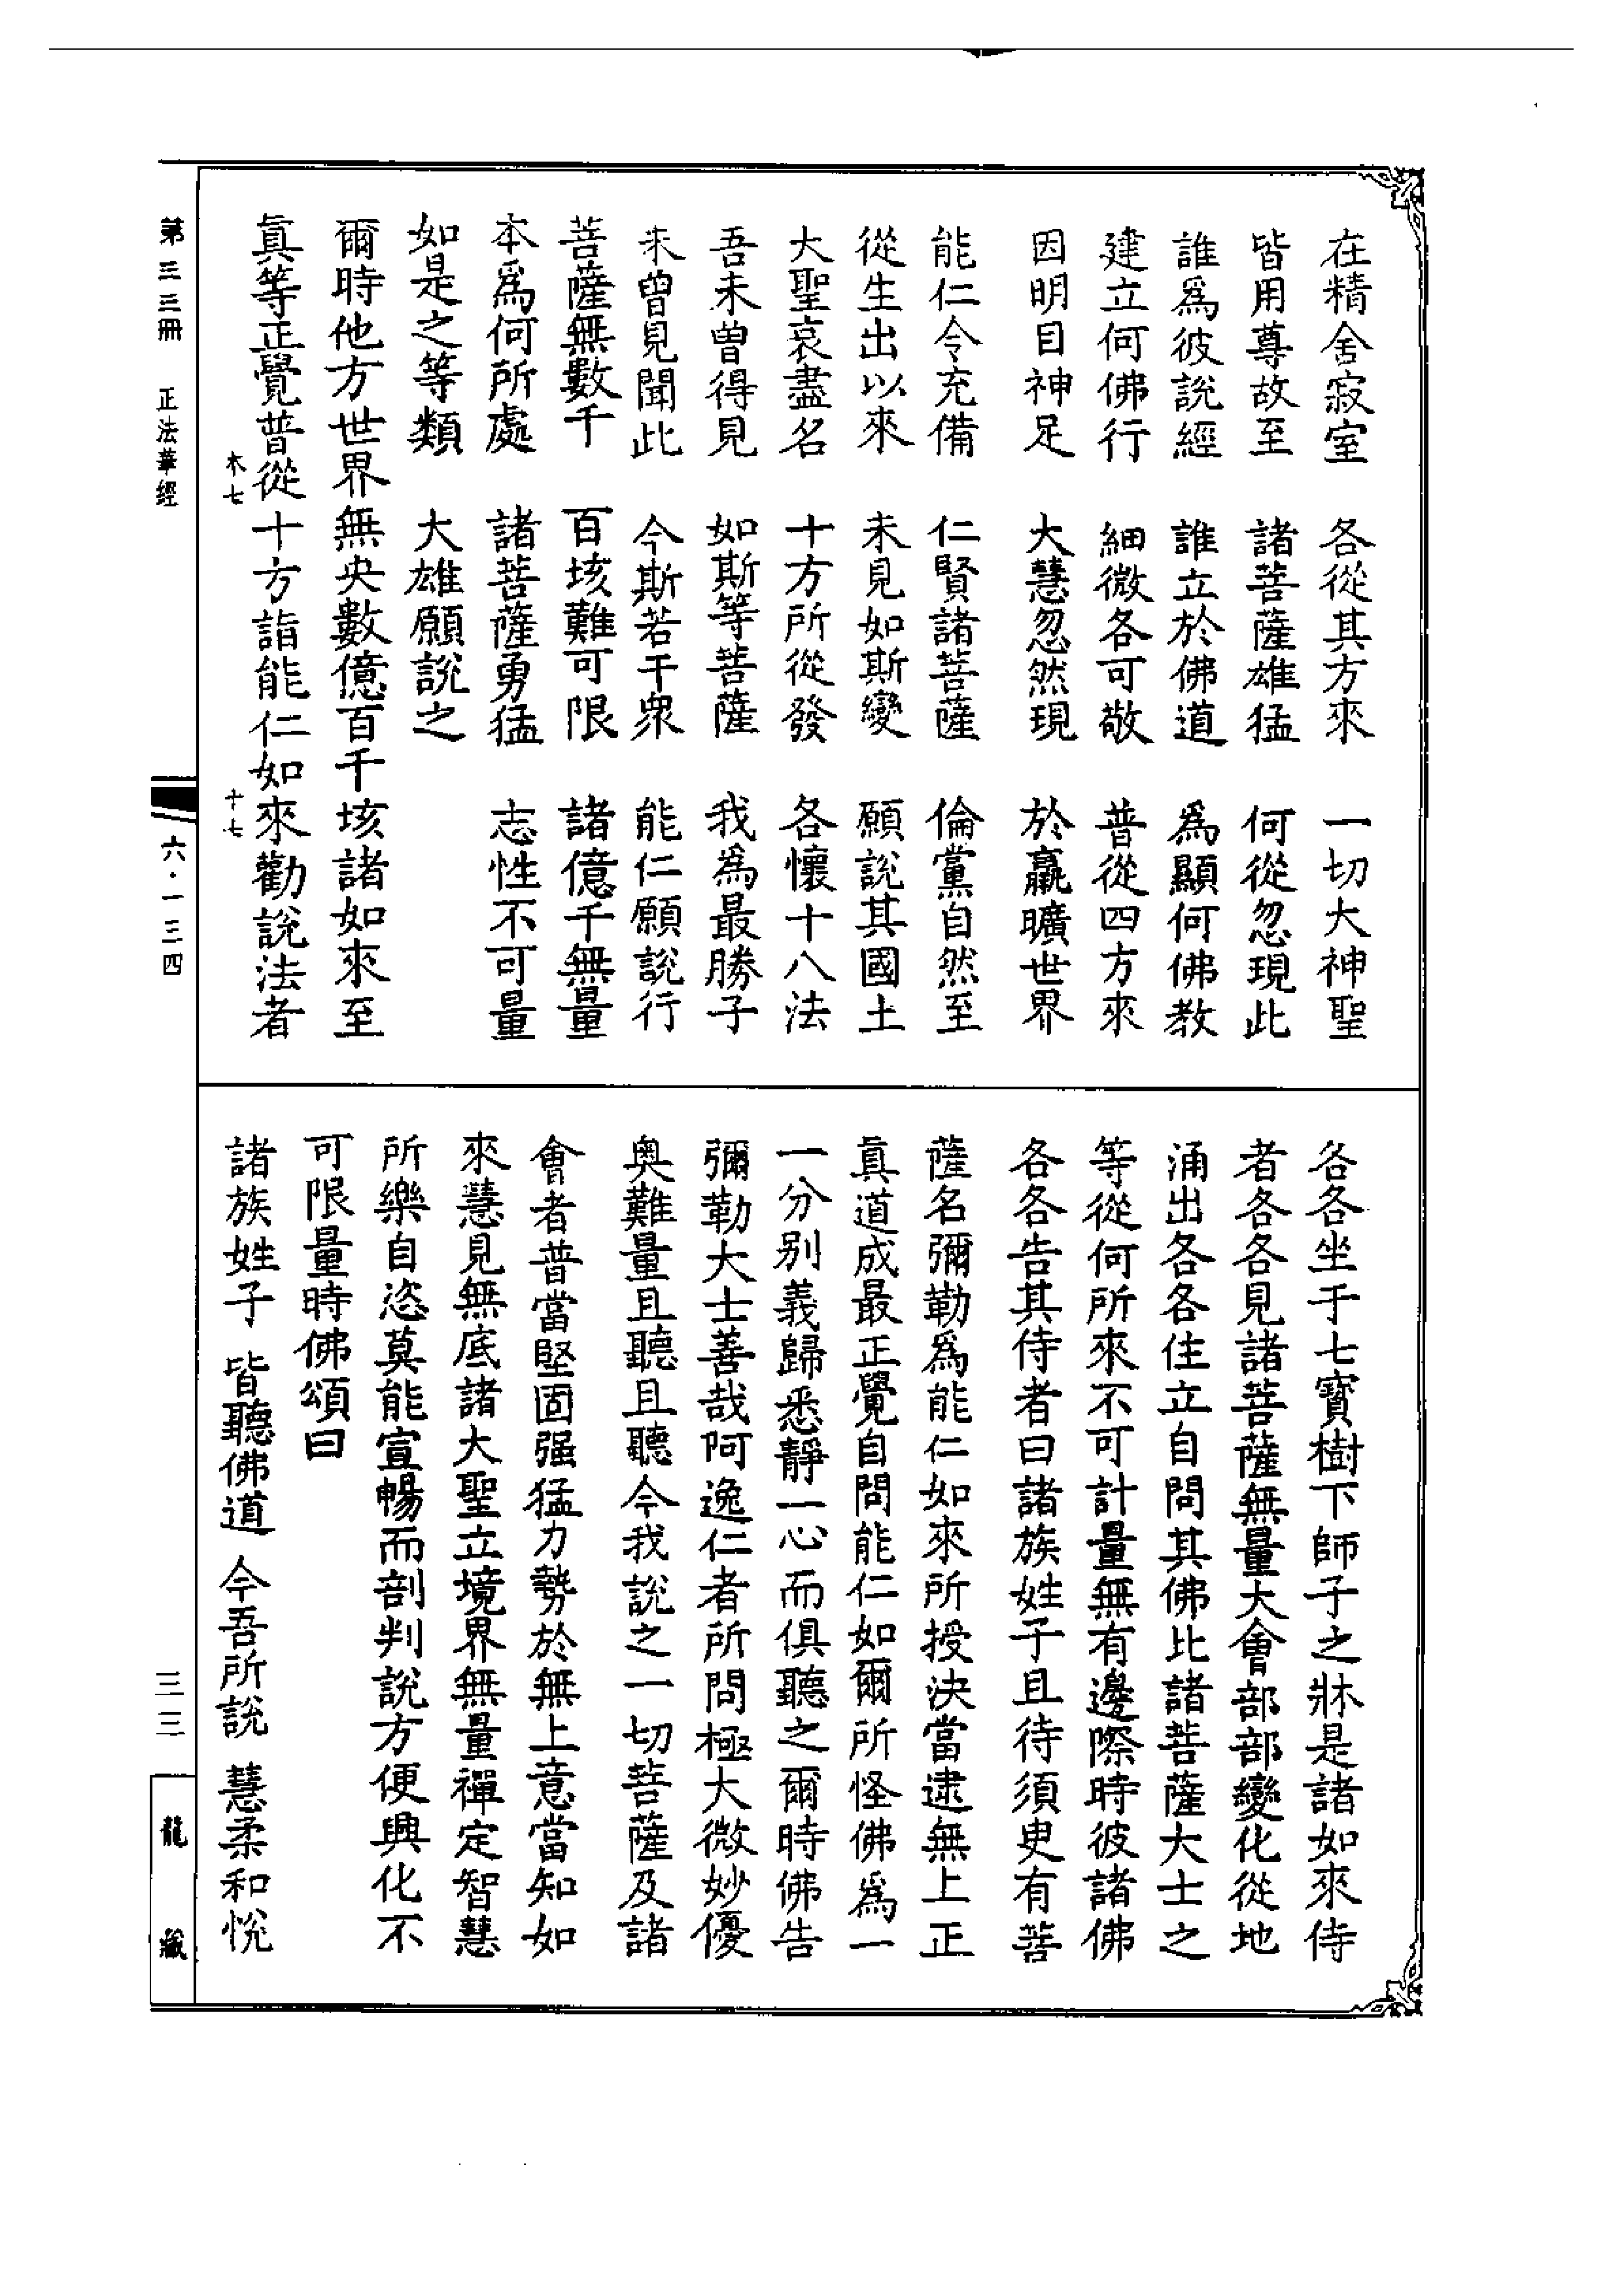 在精舍寂室　各從其方來　一切大神聖
皆用尊故至　諸菩薩雄猛　何從忽現此
誰爲彼說經　誰立於佛道　爲顯何佛教
建立何佛行　細微各可敬　普從四方來
因明目神足　大慧忽然現　於羸曠世界
能仁令充備　仁賢諸菩薩　倫黨自然至
從生出以來　未見如斯變　願說其國土
大聖哀盡名　十方所從發　各懷十八法
吾未曾得見　如斯等菩薩　我爲最勝子
未曾見聞此　今斯若干衆　能仁願說行
菩薩無數千　百垓難可限　諸億千無量
本爲何所處　諸菩薩勇猛　志性不可量
如是之等類　大雄願說之
爾時他方世界無央數億百千垓諸如來至
眞等正覺普從十方詣能仁如來勸說法者
木七　十七
各各坐于七寶樹下師子之牀是諸如來侍
者各各見諸菩薩無量大會部部變化從地
涌出各各住立自問其佛比諸菩薩大士之
等從何所來不可計量無有邊際時彼諸佛
各各告其侍者曰諸族姓子且待須臾有菩
薩名彌勒爲能仁如來所授決當逮無上正
眞道成最正覺自問能仁如爾所怪佛爲一
一分别義歸悉靜一心而俱聽之爾時佛告
彌勒大士善哉阿逸仁者所問極大微妙優
奧難量且聽且聽今我說之一切菩薩及諸
會者普當堅固强猛力勢於無上意當知如
來慧見無底諸大聖立境界無量禪定智慧
所樂自恣莫能宣暢而剖判說方便興化不
可限量時佛頌曰
諸族姓子　皆聽佛道　今吾所說　慧柔和悅
第三三冊　正法華經　六·一三四
三三　龍藏